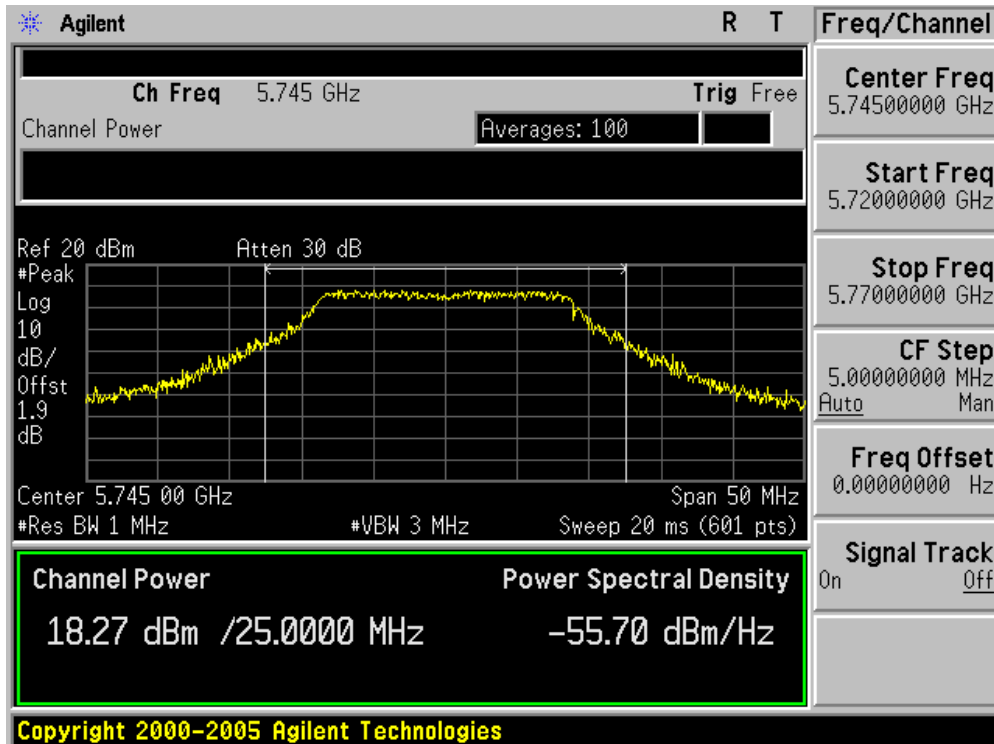 Agilent R T
Ch Freq 5.745 GHz Trig Free
Channel Power Averages: 100
Ref 20 dBm Atten 30 dB
#Peak
Log
10
dB/
Offst
1.9
dB
Center 5.745 00 GHz Span 50 MHz
#Res BW 1 MHz #VBW 3 MHz Sweep 20 ms (601 pts)
Channel Power Power Spectral Density
18.27 dBm /25.0000 MHz -55.70 dBm/Hz
Copyright 2000-2005 Agilent Technologies
Freq/Channel
Center Freq
5.74500000 GHz
Start Freq
5.72000000 GHz
Stop Freq
5.77000000 GHz
CF Step
5.00000000 MHz
Auto Man
Freq Offset
0.00000000 Hz
Signal Track
On Off